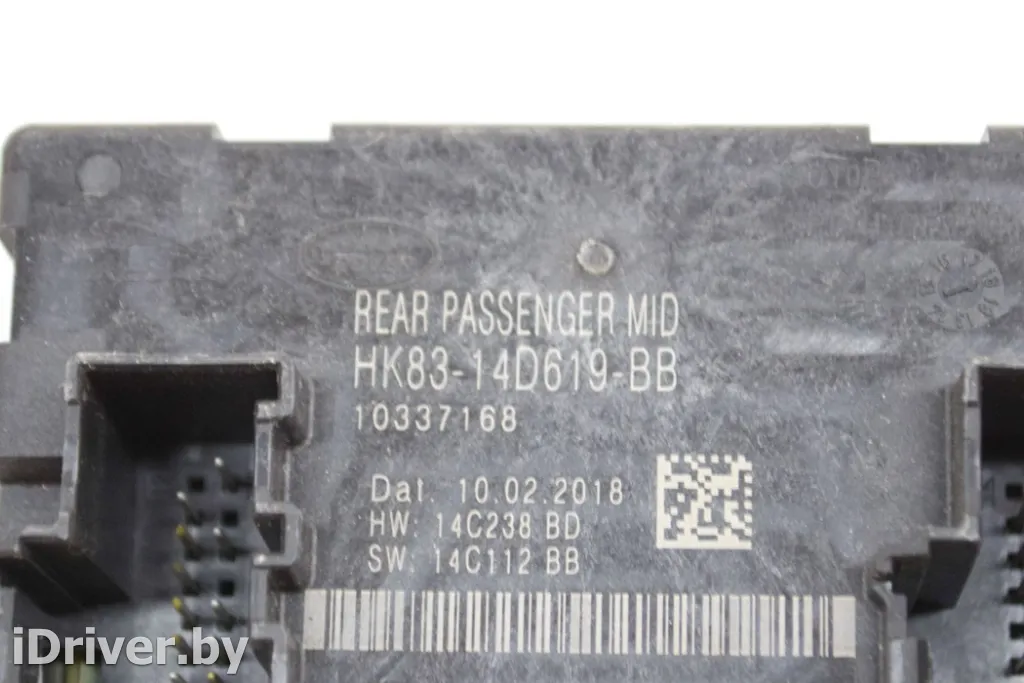 REAR PASSENGER MID
HK83-14D619-BB
10337168
Dat. 10.02.2018
HW: 14C238 BD
SW: 14C112 BB
iDriver.by